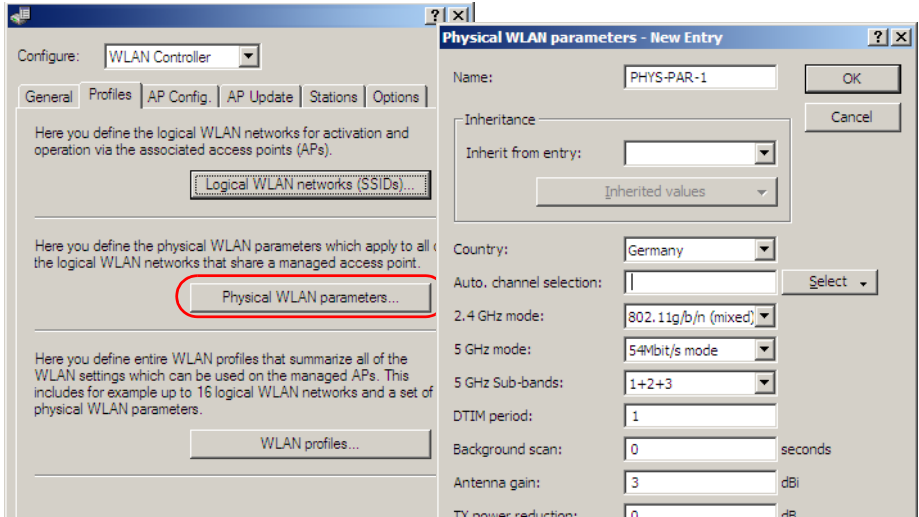 Configure: WLAN Controller
General Profiles AP Config. AP Update Stations Options
Here you define the logical WLAN networks for activation and
operation via the associated access points (APs).
Logical WLAN networks (SSIDs)...
Here you define the physical WLAN parameters which apply to all
the logical WLAN networks that share a managed access point.
Physical WLAN parameters...
Here you define entire WLAN profiles that summarize all of the
WLAN settings which can be used on the managed APs. This
includes for example up to 16 logical WLAN networks and a set of
physical WLAN parameters.
WLAN profiles...
Physical WLAN parameters - New Entry
Name: PHYS-PAR-1
OK
Cancel
Inheritance
Inherit from entry:
Inherited values
Country: Germany
Auto. channel selection: Select
2.4 GHz mode: 802.11g/b/n (mixed)
5 GHz mode: 54Mbit/s mode
5 GHz Sub-bands: 1+2+3
DTIM period: 1
Background scan: 0 seconds
Antenna gain: 3 dBi
TX power reduction: 0 dB